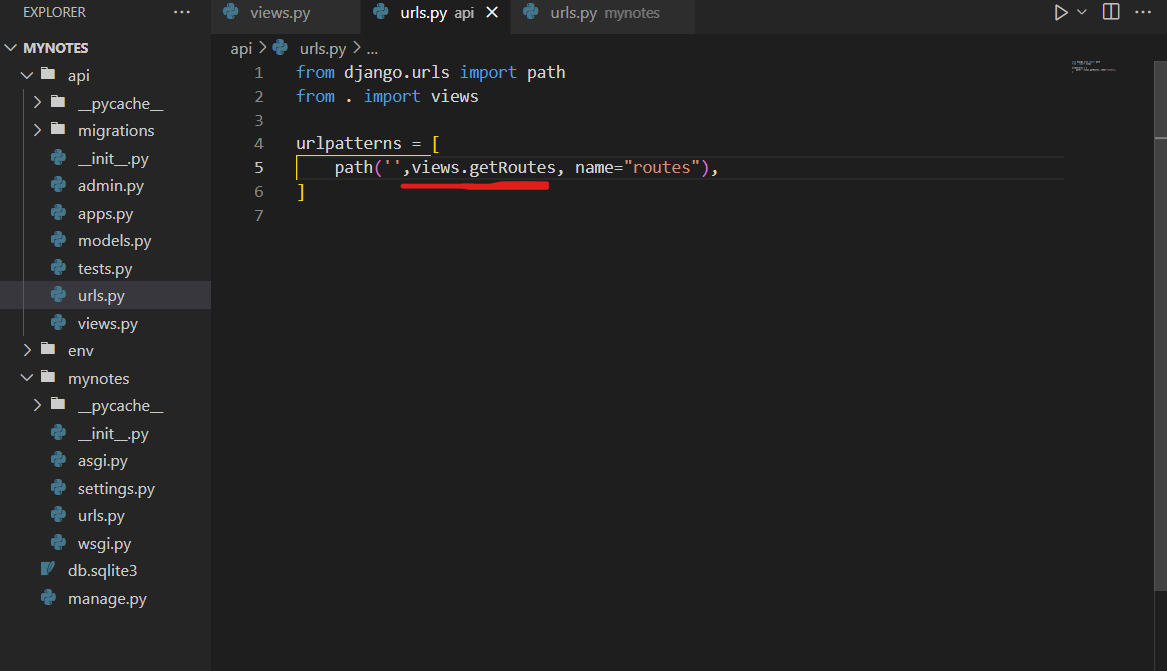 EXPLORER ...
views.py
urls.py api
urls.py mynotes
MYNOTES
api
__pycache__
migrations
__init__.py
admin.py
apps.py
models.py
tests.py
urls.py
views.py
env
mynotes
__pycache__
__init__.py
asgi.py
settings.py
urls.py
wsgi.py
db.sqlite3
manage.py
api > urls.py > ...
1 from django.urls import path
2 from . import views
3
4 urlpatterns = [
5     path('',views.getRoutes, name="routes"),
6 ]
7